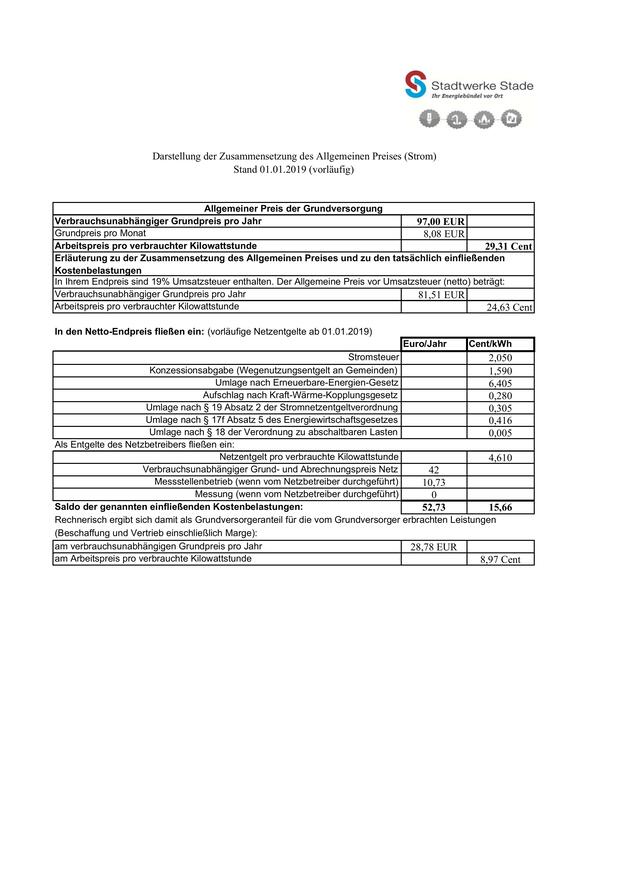 Stadtwerke Stade
Ihr Energiebündel vor Ort
Darstellung der Zusammensetzung des Allgemeinen Preises (Strom)
Stand 01.01.2019 (vorläufig)
Allgemeiner Preis der Grundversorgung
Verbrauchsunabhängiger Grundpreis pro Jahr 97,00 EUR
Grundpreis pro Monat 8,08 EUR
Arbeitspreis pro verbrauchter Kilowattstunde 29,31 Cent
Erläuterung zu der Zusammensetzung des Allgemeinen Preises und zu den tatsächlich einfließenden
Kostenbelastungen
In Ihrem Endpreis sind 19% Umsatzsteuer enthalten. Der Allgemeine Preis vor Umsatzsteuer (netto) beträgt:
Verbrauchsunabhängiger Grundpreis pro Jahr 81,51 EUR
Arbeitspreis pro verbrauchter Kilowattstunde 24,63 Cent
In den Netto-Endpreis fließen ein: (vorläufige Netzentgelte ab 01.01.2019)
Euro/Jahr Cent/kWh
Stromsteuer 2,050
Konzessionsabgabe (Wegenutzungsentgelt an Gemeinden) 1,590
Umlage nach Erneuerbare-Energien-Gesetz 6,405
Aufschlag nach Kraft-Wärme-Kopplungsgesetz 0,280
Umlage nach § 19 Absatz 2 der Stromnetzentgeltverordnung 0,305
Umlage nach § 17f Absatz 5 des Energiewirtschaftsgesetzes 0,416
Umlage nach § 18 der Verordnung zu abschaltbaren Lasten 0,005
Als Entgelte des Netzbetreibers fließen ein:
Netzentgelt pro verbrauchte Kilowattstunde 4,610
Verbrauchsunabhängiger Grund- und Abrechnungspreis Netz 42
Messstellenbetrieb (wenn vom Netzbetreiber durchgeführt) 10,73
Messung (wenn vom Netzbetreiber durchgeführt) 0
Saldo der genannten einfließenden Kostenbelastungen: 52,73 15,66
Rechnerisch ergibt sich damit als Grundversorgeranteil für die vom Grundversorger erbrachten Leistungen
(Beschaffung und Vertrieb einschließlich Marge):
am verbrauchsunabhängigen Grundpreis pro Jahr 28,78 EUR
am Arbeitspreis pro verbrauchte Kilowattstunde 8,97 Cent